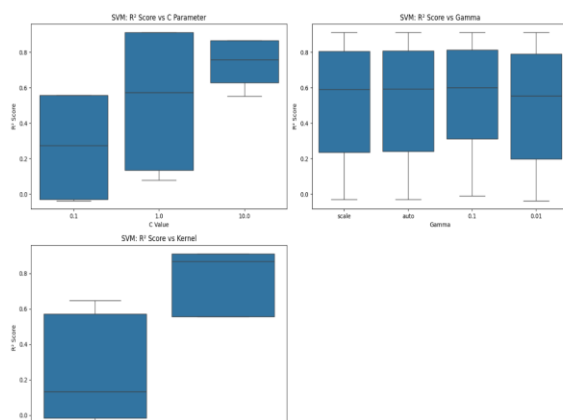 SVM: R² Score vs C Parameter
R² Score
0.8
0.6
0.4
0.2
0.0
0.1 1.0 10.0
C Value
SVM: R² Score vs Gamma
R² Score
0.8
0.6
0.4
0.2
0.0
scale auto 0.1 0.01
Gamma
SVM: R² Score vs Kernel
R² Score
0.8
0.6
0.4
0.2
0.0